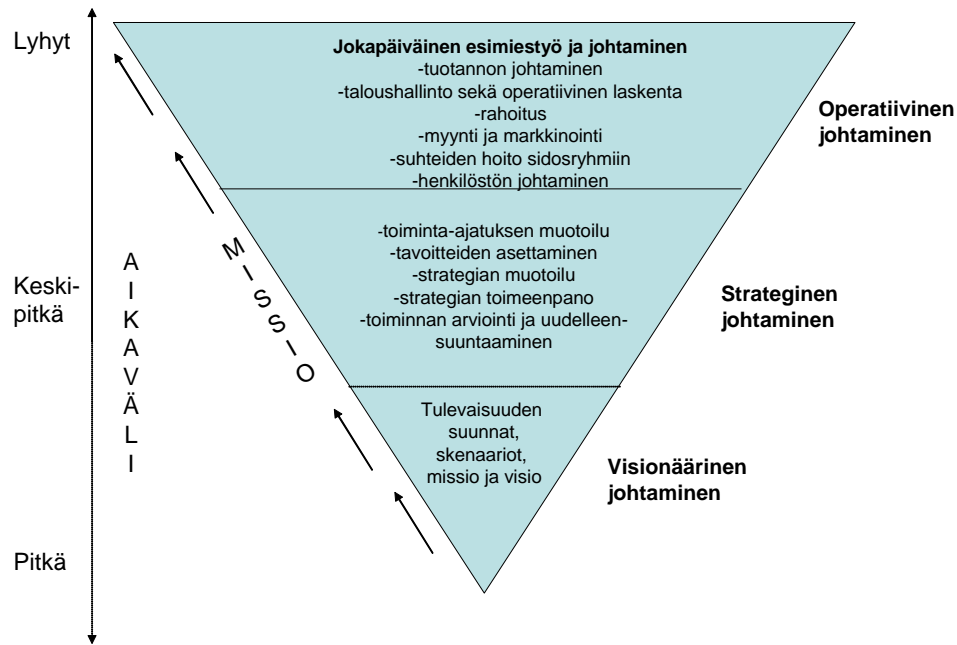 Lyhyt
Jokapäiväinen esimiestyö ja johtaminen
-tuotannon johtaminen
-taloushallinto sekä operatiivinen laskenta
-rahoitus
-myynti ja markkinointi
-suhteiden hoito sidosryhmiin
-henkilöstön johtaminen
Operatiivinen
johtaminen
Keski-
pitkä
AIKAVÄLI
MISSIO
-toiminta-ajatuksen muotoilu
-tavoitteiden asettaminen
-strategian muotoilu
-strategian toimeenpano
-toiminnan arviointi ja uudelleen-
suuntaaminen
Strateginen
johtaminen
Tulevaisuuden
suunnat,
skenaariot,
missio ja visio
Visionäärinen
johtaminen
Pitkä